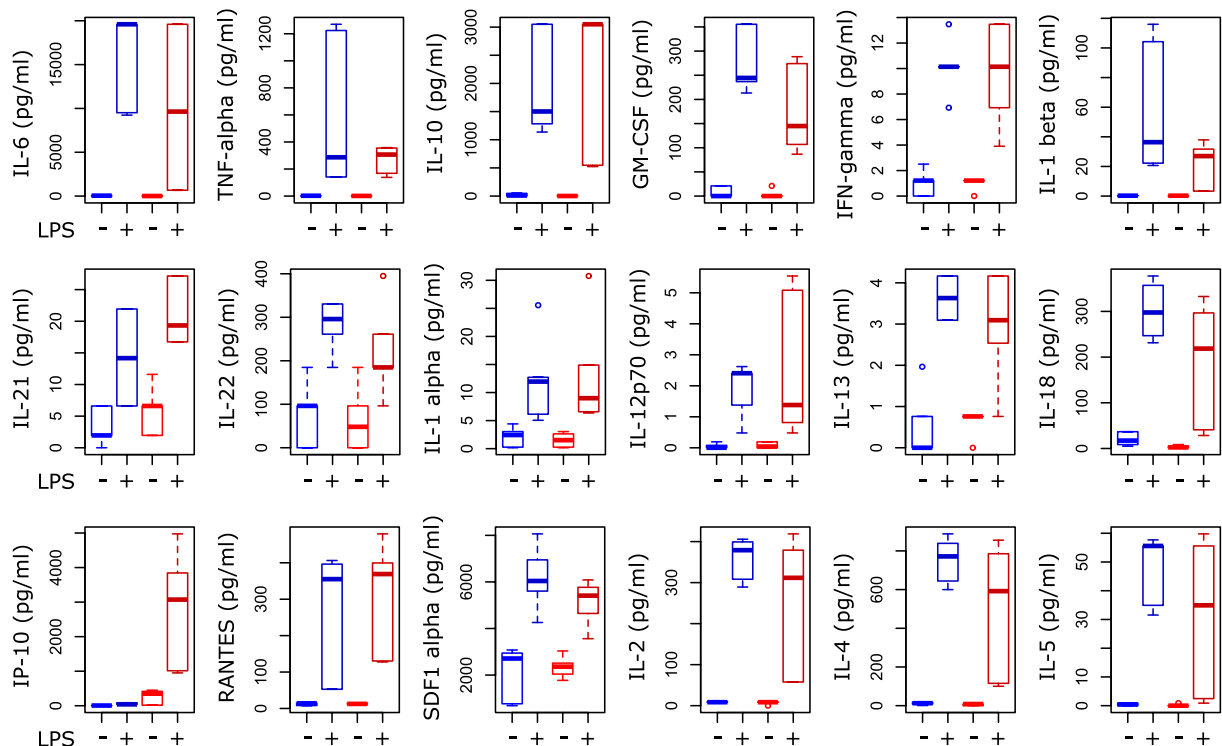 IL-6 (pg/ml)
0 5000 15000
TNF-alpha (pg/ml)
0 400 800 1200
IL-10 (pg/ml)
0 1000 2000 3000
GM-CSF (pg/ml)
0 50 150 250 350
IFN-gamma (pg/ml)
0 2 4 6 8 12
IL-1 beta (pg/ml)
0 20 60 100
LPS - + - + - + - + - + - + - + - + - + - + - + - +
IL-21 (pg/ml)
0 5 10 20
IL-22 (pg/ml)
0 100 200 300 400
IL-1 alpha (pg/ml)
0 5 10 20 30
IL-12p70 (pg/ml)
0 1 2 3 4 5
IL-13 (pg/ml)
0 1 2 3 4
IL-18 (pg/ml)
0 100 200 300
LPS - + - + - + - + - + - + - + - + - + - + - + - +
IP-10 (pg/ml)
0 1000 2000 4000
RANTES (pg/ml)
0 100 300
SDF1 alpha (pg/ml)
2000 6000
IL-2 (pg/ml)
0 100 300
IL-4 (pg/ml)
0 200 600
IL-5 (pg/ml)
0 10 30 50
LPS - + - + - + - + - + - + - + - + - + - + - + - +